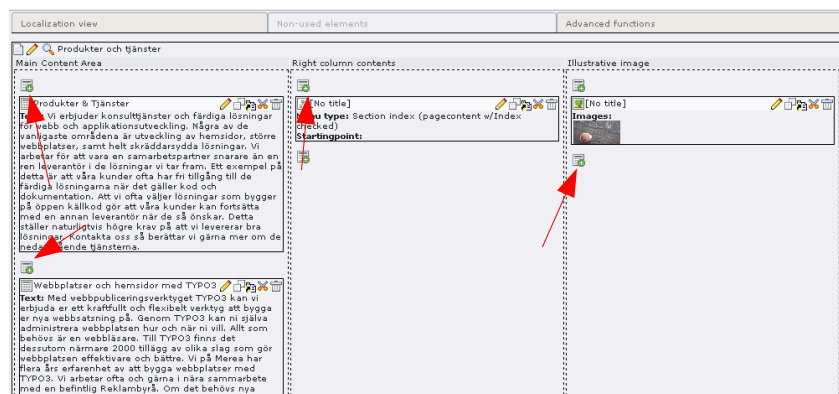 Localization view
Non-used elements
Advanced functions
Produkter och tjänster
Main Content Area
Right column contents
Illustrative image
Produkter & Tjänster
Vi erbjuder konsulttjänster och färdiga lösningar
för webb och applikationsutveckling. Några av de
vanligaste områdena är utveckling av hemsidor, större
webbplatser, samt helt skräddarsydda lösningar. Vi
arbetar för att vara en samarbetspartner snarare än en
ren leverantör i de lösningar vi tar fram. Ett exempel på
detta är att våra kunder ofta har fri tillgång till de
färdiga lösningarna när det gäller kod och
dokumentation. Att vi ofta väljer lösningar som bygger
på öppen källkod gör att våra kunder kan fortsätta
med en annan leverantör när de så önskar. Detta
ställer naturligtvis högre krav på att vi levererar bra
lösningar. Kontakta oss så berättar vi gärna mer om de
tjänsterna.
Webbplatser och hemsidor med TYPO3
Text: Med webbpubliceringsverktyget TYPO3 kan vi
erbjuda er ett kraftfullt och flexibelt verktyg att bygga
er nya webbsatsning på. Genom TYPO3 kan ni själva
administrera webbplatsen hur och när ni vill. Allt som
behövs är en webbläsare. Till TYPO3 finns det
dessutom närmare 2000 tillägg av olika slag som gör
webbplatsen effektivare och bättre. Vi på Merea har
flera års erfarenhet av att bygga webbplatser med
TYPO3. Vi arbetar ofta och gärna i nära sammarbete
med en befintlig Reklambyrå. Om det behövs nya
[No title]
type: Section index (pagecontent w/Index
checked)
Startingpoint:
[No title]
Images: